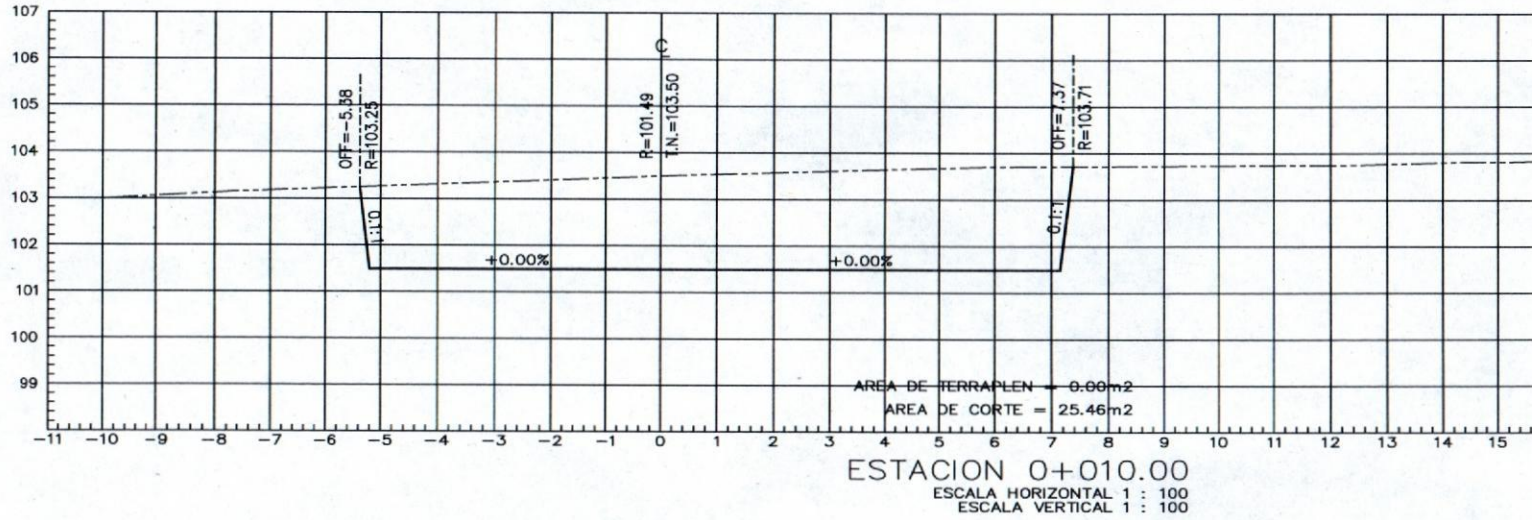 107
106
105
104
103
102
101
100
99
98
C
OFF=-5.38
R=103.25
R=101.49
T.N.=103.50
OFF=7.37
R=103.71
0.1:1
0.1:1
+0.00%
+0.00%
AREA DE TERRAPLEN = 0.00m2
AREA DE CORTE = 25.46m2
-11 -10 -9 -8 -7 -6 -5 -4 -3 -2 -1 0 1 2 3 4 5 6 7 8 9 10 11 12 13 14 15
ESTACION 0+010.00
ESCALA HORIZONTAL 1 : 100
ESCALA VERTICAL 1 : 100